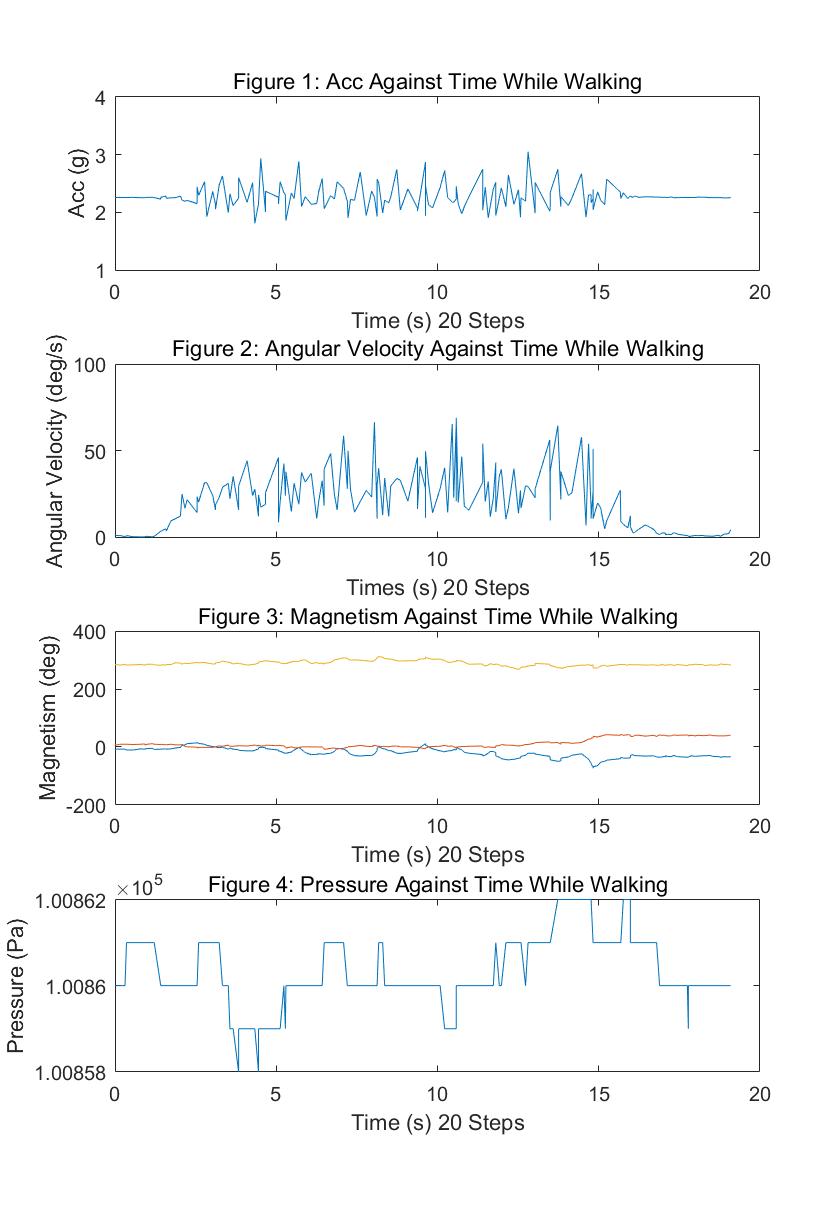 Figure 1: Acc Against Time While Walking
4
3
2
1
Acc (g)
0 5 10 15 20
Time (s) 20 Steps
Figure 2: Angular Velocity Against Time While Walking
100
50
0
Angular Velocity (deg/s)
0 5 10 15 20
Times (s) 20 Steps
Figure 3: Magnetism Against Time While Walking
400
200
0
-200
Magnetism (deg)
0 5 10 15 20
Time (s) 20 Steps
×10⁵ Figure 4: Pressure Against Time While Walking
1.00862
1.0086
1.00858
Pressure (Pa)
0 5 10 15 20
Time (s) 20 Steps